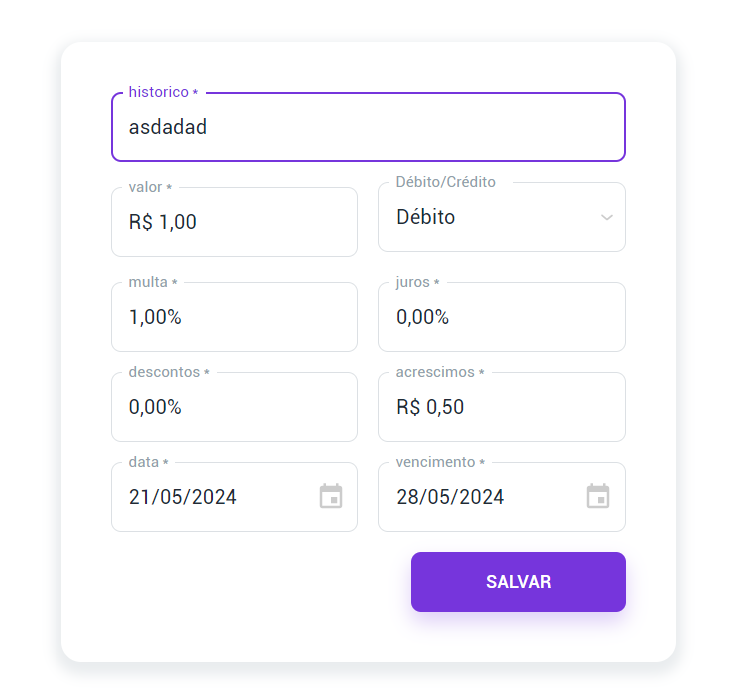 historico *
asdadad
valor *
Débito/Crédito
R$ 1,00
Débito
multa *
juros *
1,00%
0,00%
descontos *
acrescimos *
0,00%
R$ 0,50
data *
vencimento *
21/05/2024
28/05/2024
SALVAR